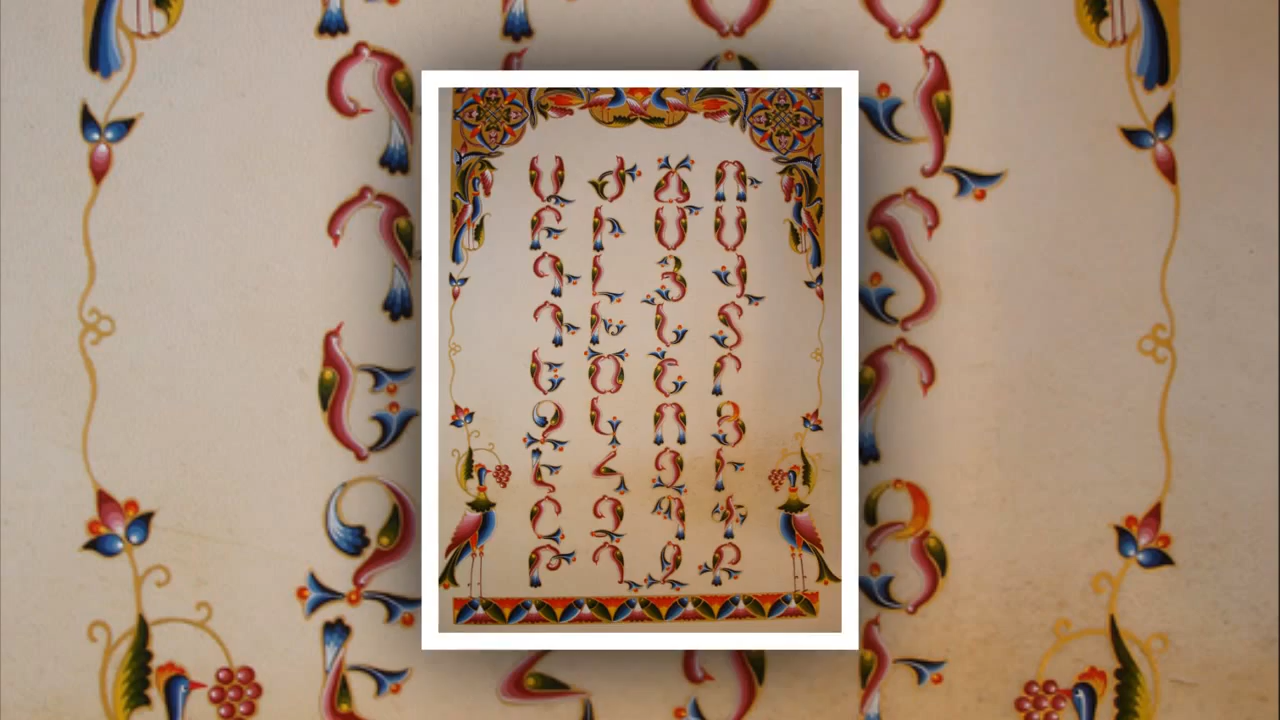 Ա Բ Գ Դ Ե Զ Է Ը Թ
Ժ Ի Լ Խ Ծ Կ Հ Ձ Ղ
Ճ Մ Յ Ն Շ Ո Չ Պ Ջ
Ռ Ս Վ Տ Ր Ց Ւ Փ Ք